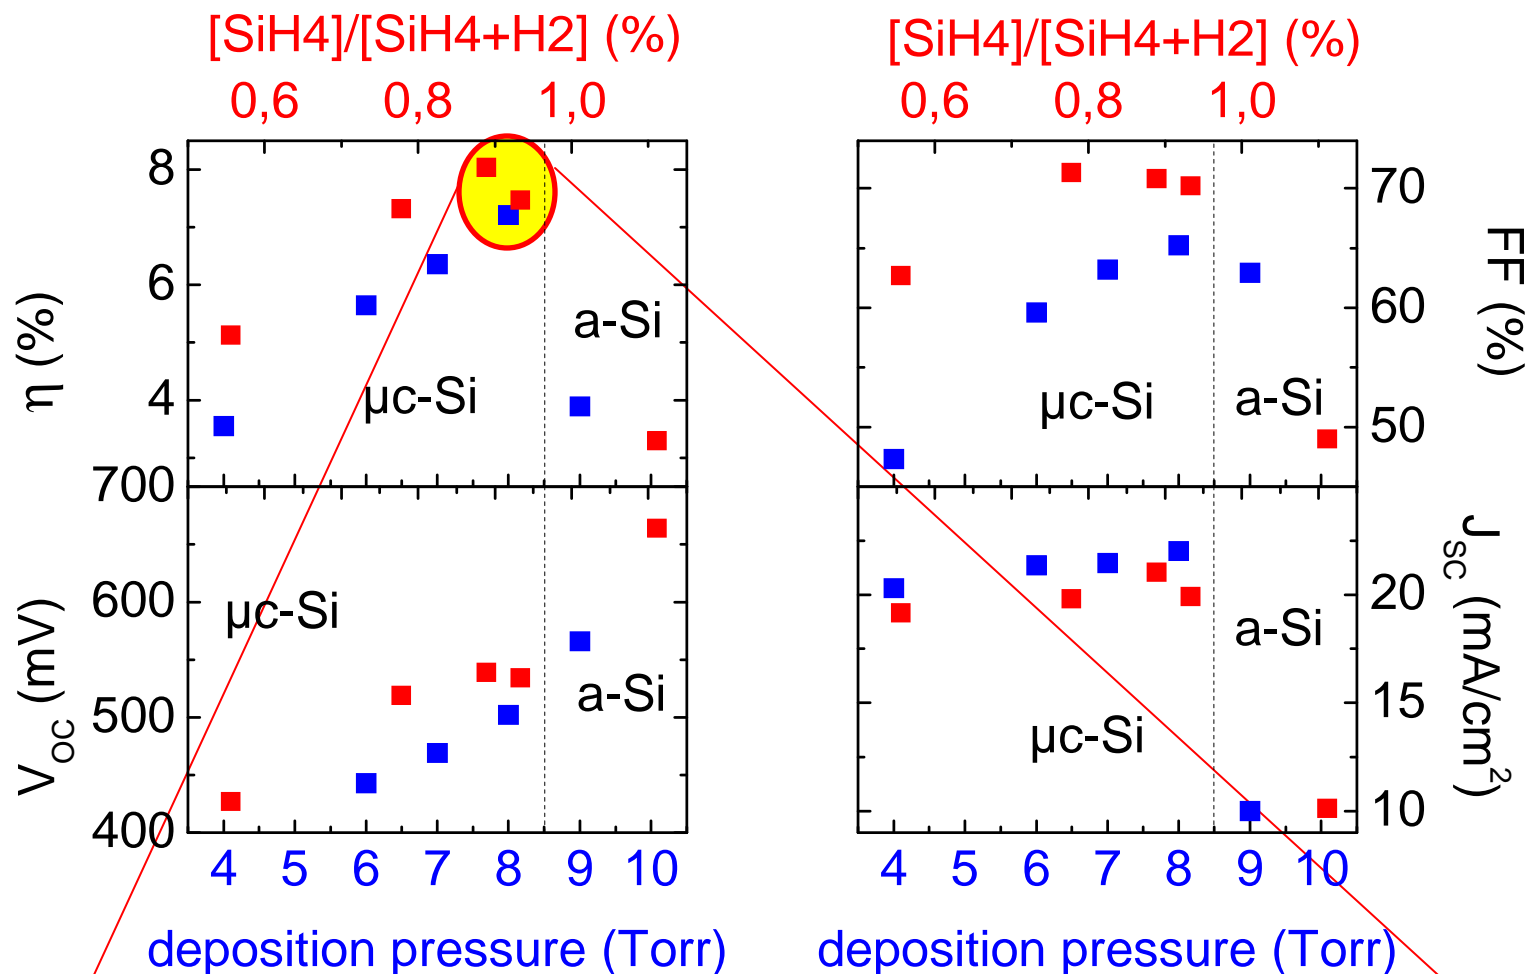 [SiH4]/[SiH4+H2] (%)
0,6 0,8 1,0
8
6
4
η (%)
µc-Si
a-Si
700
600
500
400
V_OC (mV)
µc-Si
a-Si
4 5 6 7 8 9 10
deposition pressure (Torr)
[SiH4]/[SiH4+H2] (%)
0,6 0,8 1,0
70
60
50
FF (%)
µc-Si
a-Si
20
15
10
J_SC (mA/cm²)
a-Si
µc-Si
4 5 6 7 8 9 10
deposition pressure (Torr)